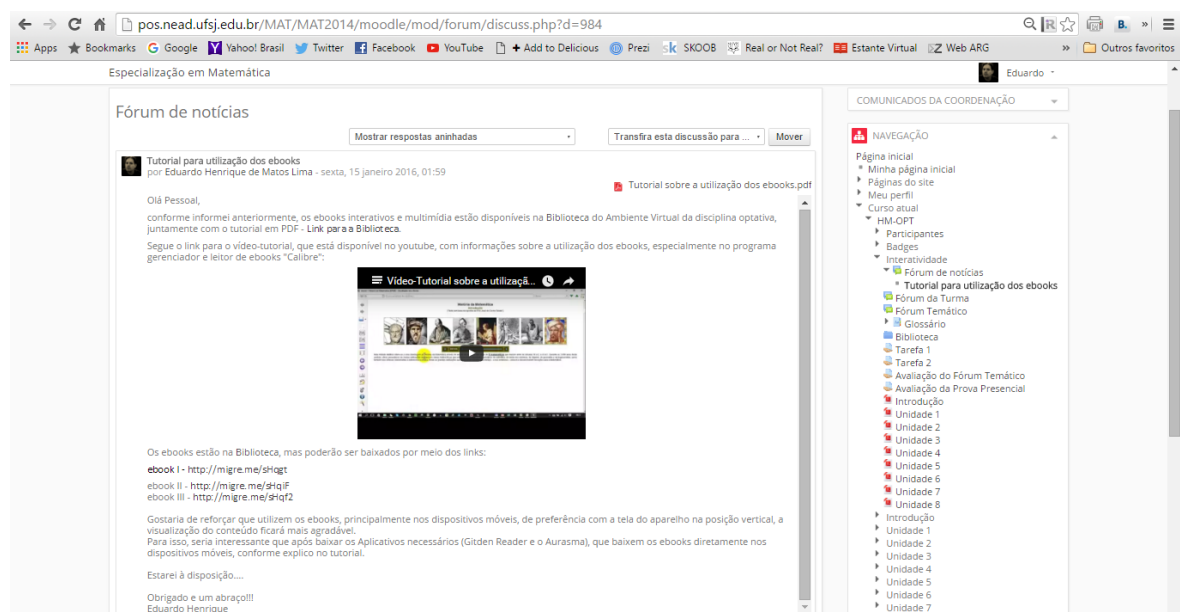 pos.nead.ufsj.edu.br/MAT/MAT2014/moodle/mod/forum/discuss.php?d=984
Apps Bookmarks Google Yahoo! Brasil Twitter Facebook YouTube + Add to Delicious Prezi SKOOB Real or Not Real? Estante Virtual Web ARG » Outros favoritos
Especialização em Matemática
Eduardo
Fórum de notícias
Mostrar respostas aninhadas
Transfira esta discussão para ...
Mover
Tutorial para utilização dos ebooks
por Eduardo Henrique de Matos Lima - sexta, 15 janeiro 2016, 01:59
Tutorial sobre a utilização dos ebooks.pdf
Olá Pessoal,
conforme informei anteriormente, os ebooks interativos e multimídia estão disponíveis na Biblioteca do Ambiente Virtual da disciplina optativa,
juntamente com o tutorial em PDF - Link para a Biblioteca.
Segue o link para o vídeo-tutorial, que está disponível no youtube, com informações sobre a utilização dos ebooks, especialmente no programa
gerenciador e leitor de ebooks "Calibre":
Vídeo-Tutorial sobre a utilizaçã...
Os ebooks estão na Biblioteca, mas poderão ser baixados por meio dos links:
ebook I - http://migre.me/sHqgt
ebook II - http://migre.me/sHqiF
ebook III - http://migre.me/sHqf2
Gostaria de reforçar que utilizem os ebooks, principalmente nos dispositivos móveis, de preferência com a tela do aparelho na posição vertical, a
visualização do conteúdo ficará mais agradável.
Para isso, seria interessante que após baixar os Aplicativos necessários (Gitden Reader e o Aurasma), que baixem os ebooks diretamente nos
dispositivos móveis, conforme explico no tutorial.
Estarei à disposição....
Obrigado e um abraço!!!
Eduardo Henrique
COMUNICADOS DA COORDENAÇÃO
NAVEGAÇÃO
Página inicial
Minha página inicial
Páginas do site
Meu perfil
Curso atual
HM-OPT
Participantes
Badges
Interatividade
Fórum de notícias
Tutorial para utilização dos ebooks
Fórum da Turma
Fórum Temático
Glossário
Biblioteca
Tarefa 1
Tarefa 2
Avaliação do Fórum Temático
Avaliação da Prova Presencial
Introdução
Unidade 1
Unidade 2
Unidade 3
Unidade 4
Unidade 5
Unidade 6
Unidade 7
Unidade 8
Introdução
Unidade 1
Unidade 2
Unidade 3
Unidade 4
Unidade 5
Unidade 6
Unidade 7